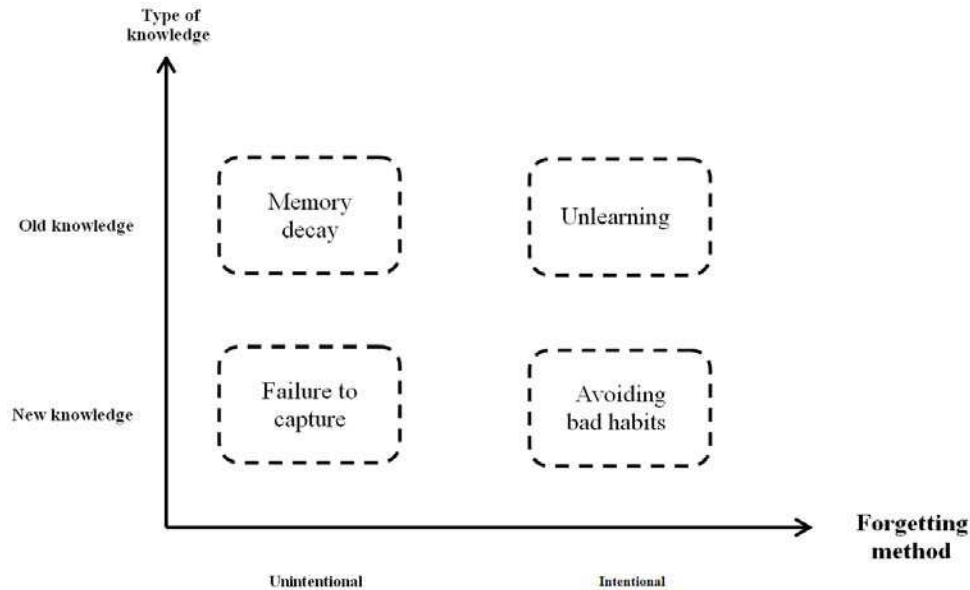 Type of
knowledge
Old knowledge
Memory
decay
Unlearning
New knowledge
Failure to
capture
Avoiding
bad habits
Forgetting
method
Unintentional
Intentional